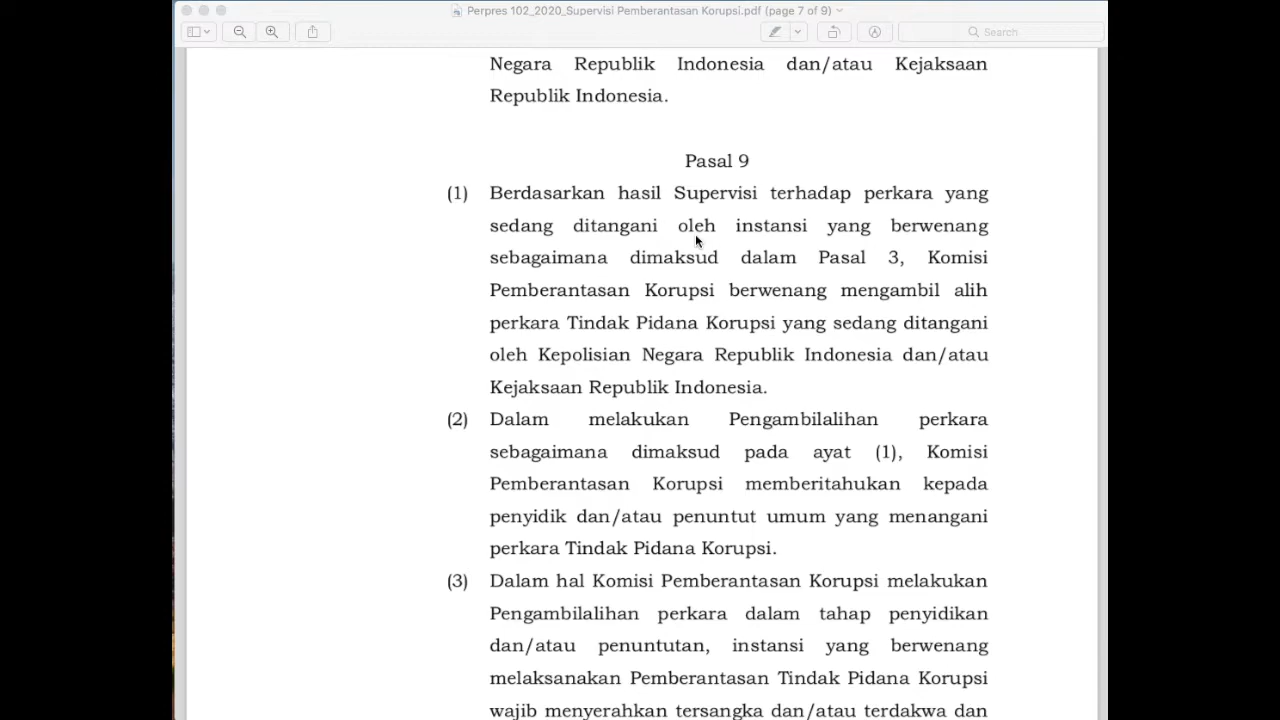 Perpres 102_2020_Supervisi Pemberantasan Korupsi.pdf (page 7 of 9)
Search
Negara Republik Indonesia dan/atau Kejaksaan
Republik Indonesia.
Pasal 9
(1) Berdasarkan hasil Supervisi terhadap perkara yang
sedang ditangani oleh instansi yang berwenang
sebagaimana dimaksud dalam Pasal 3, Komisi
Pemberantasan Korupsi berwenang mengambil alih
perkara Tindak Pidana Korupsi yang sedang ditangani
oleh Kepolisian Negara Republik Indonesia dan/atau
Kejaksaan Republik Indonesia.
(2) Dalam melakukan Pengambilalihan perkara
sebagaimana dimaksud pada ayat (1), Komisi
Pemberantasan Korupsi memberitahukan kepada
penyidik dan/atau penuntut umum yang menangani
perkara Tindak Pidana Korupsi.
(3) Dalam hal Komisi Pemberantasan Korupsi melakukan
Pengambilalihan perkara dalam tahap penyidikan
dan/atau penuntutan, instansi yang berwenang
melaksanakan Pemberantasan Tindak Pidana Korupsi
wajib menyerahkan tersangka dan/atau terdakwa dan